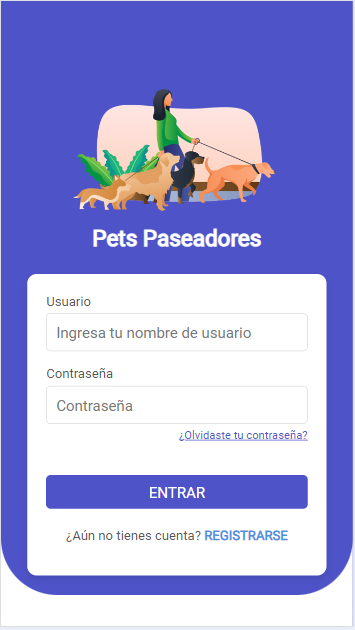 Pets Paseadores
Usuario
Ingresa tu nombre de usuario
Contraseña
Contraseña
¿Olvidaste tu contraseña?
ENTRAR
¿Aún no tienes cuenta? REGISTRARSE